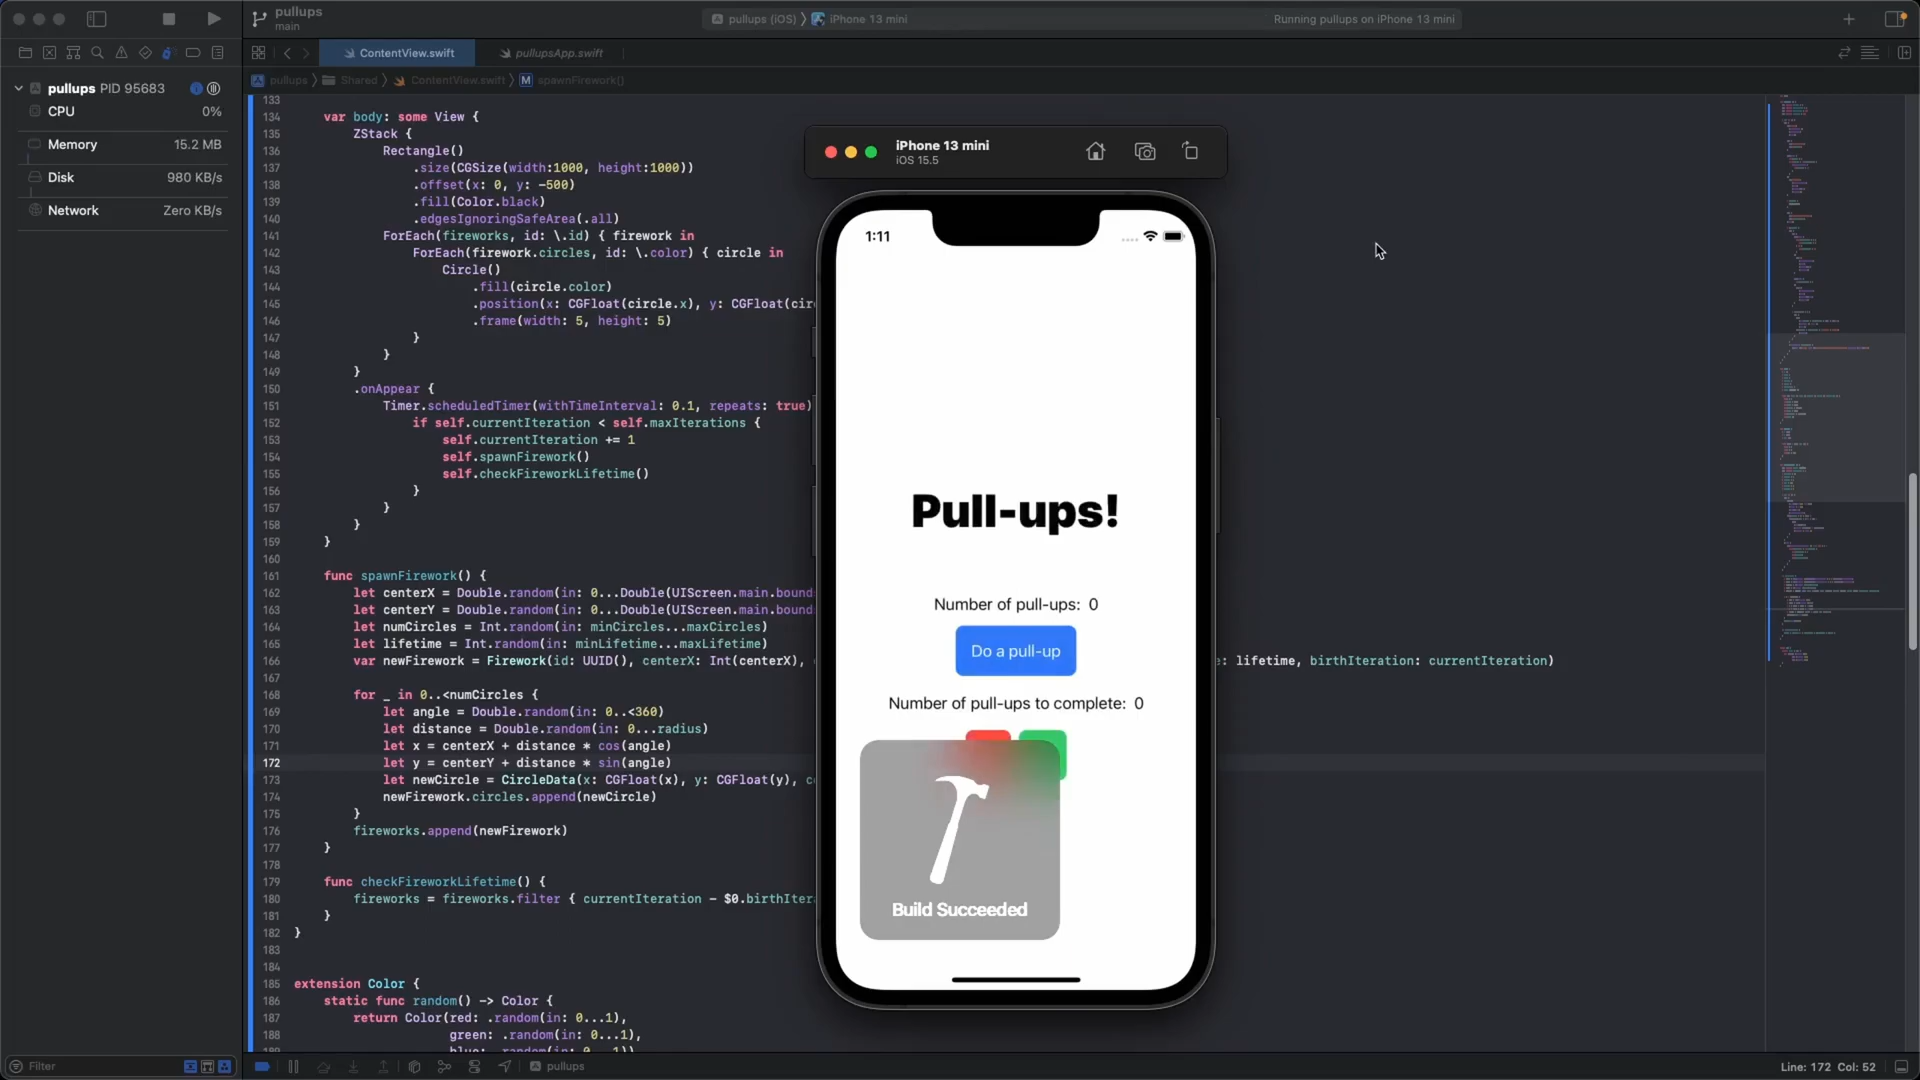 pullups
main
pullups (iOS) 〉 iPhone 13 mini
Running pullups on iPhone 13 mini
ContentView.swift
pullupsApp.swift
pullups 〉 Shared 〉 ContentView.swift 〉 M spawnFirework()
pullups PID 95683
CPU 0%
Memory 15.2 MB
Disk 980 KB/s
Network Zero KB/s
133
134 var body: some View {
135 ZStack {
136 Rectangle()
137 .size(CGSize(width:1000, height:1000))
138 .offset(x: 0, y: -500)
139 .fill(Color.black)
140 .edgesIgnoringSafeArea(.all)
141 ForEach(fireworks, id: \.id) { firework in
142 ForEach(firework.circles, id: \.color) { circle in
143 Circle()
144 .fill(circle.color)
145 .position(x: CGFloat(circle.x), y: CGFloat(cir
146 .frame(width: 5, height: 5)
147 }
148 }
149 }
150 .onAppear {
151 Timer.scheduledTimer(withTimeInterval: 0.1, repeats: true)
152 if self.currentIteration < self.maxIterations {
153 self.currentIteration += 1
154 self.spawnFirework()
155 self.checkFireworkLifetime()
156 }
157 }
158 }
159 }
160
161 func spawnFirework() {
162 let centerX = Double.random(in: 0...Double(UIScreen.main.bound
163 let centerY = Double.random(in: 0...Double(UIScreen.main.bound
164 let numCircles = Int.random(in: minCircles...maxCircles)
165 let lifetime = Int.random(in: minLifetime...maxLifetime)
166 var newFirework = Firework(id: UUID(), centerX: Int(centerX), e: lifetime, birthIteration: currentIteration)
167
168 for _ in 0..<numCircles {
169 let angle = Double.random(in: 0..<360)
170 let distance = Double.random(in: 0...radius)
171 let x = centerX + distance * cos(angle)
172 let y = centerY + distance * sin(angle)
173 let newCircle = CircleData(x: CGFloat(x), y: CGFloat(y), c
174 newFirework.circles.append(newCircle)
175 }
176 fireworks.append(newFirework)
177 }
178
179 func checkFireworkLifetime() {
180 fireworks = fireworks.filter { currentIteration - $0.birthIter
181 }
182 }
183
184
185 extension Color {
186 static func random() -> Color {
187 return Color(red: .random(in: 0...1),
188 green: .random(in: 0...1),
189 blue: .random(in: 0...1))
iPhone 13 mini
iOS 15.5
1:11
Pull-ups!
Number of pull-ups: 0
Do a pull-up
Number of pull-ups to complete: 0
Build Succeeded
Filter
pullups
Line: 172 Col: 52